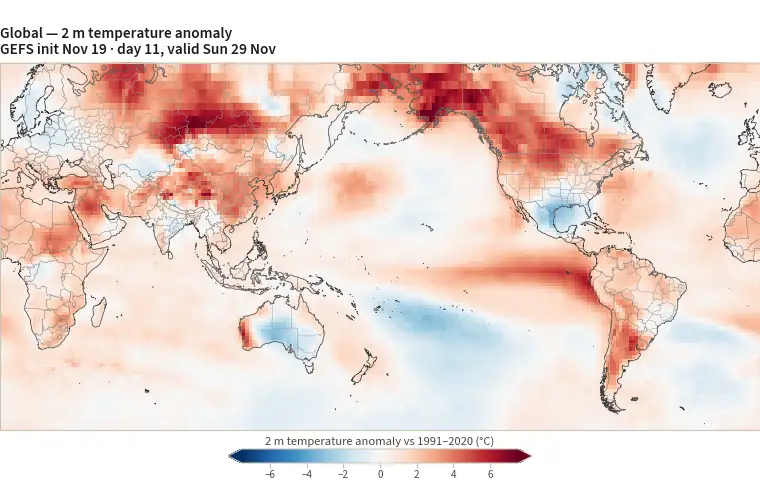 Global — 2 m temperature anomaly
GEFS init Nov 19 · day 11, valid Sun 29 Nov
2 m temperature anomaly vs 1991–2020 (°C)
−6 −4 −2 0 2 4 6